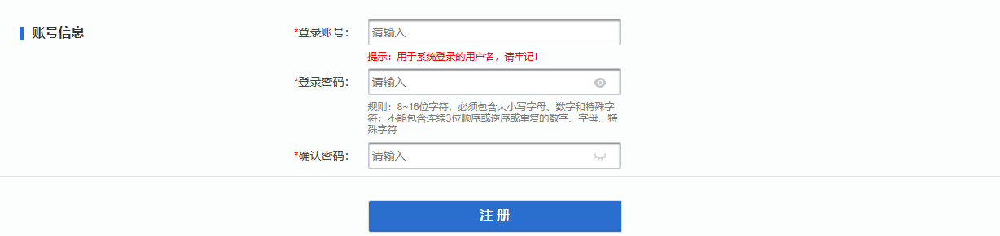 账号信息
*登录账号：
请输入
提示：用于系统登录的用户名，请牢记！
*登录密码：
请输入
规则：8~16位字符，必须包含大小写字母、数字和特殊字
符；不能包含连续3位顺序或逆序或重复的数字、字母、特
殊字符
*确认密码：
请输入
注 册